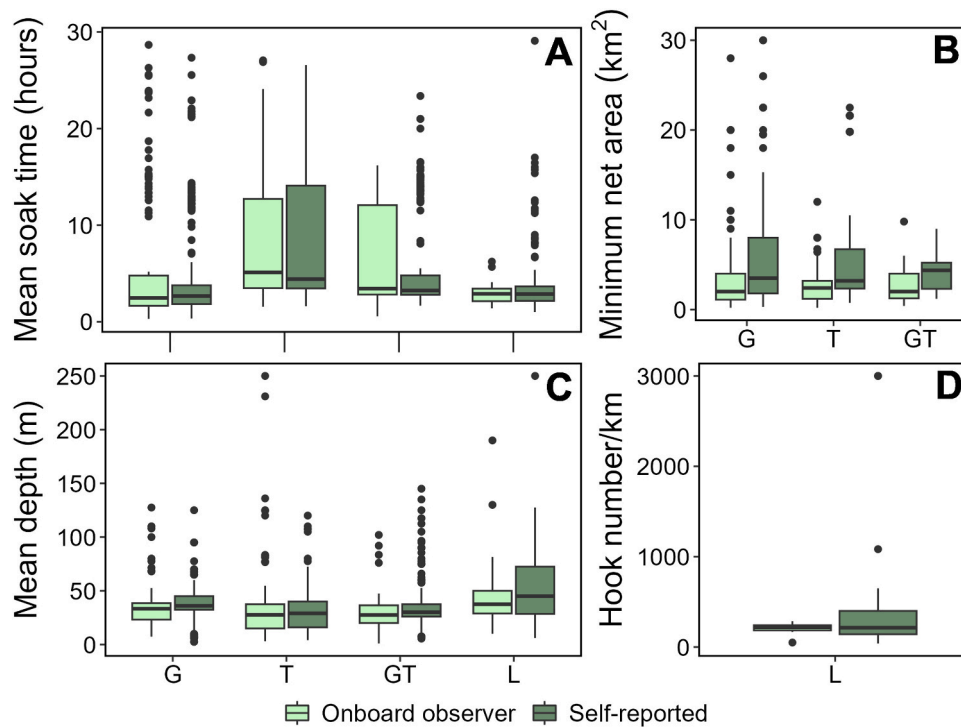 A
Mean soak time (hours)
30
20
10
0
B
Minimum net area (km²)
30
20
10
0
G T GT
C
Mean depth (m)
250
200
150
100
50
0
G T GT L
D
Hook number/km
3000
2000
1000
0
L
Onboard observer Self-reported